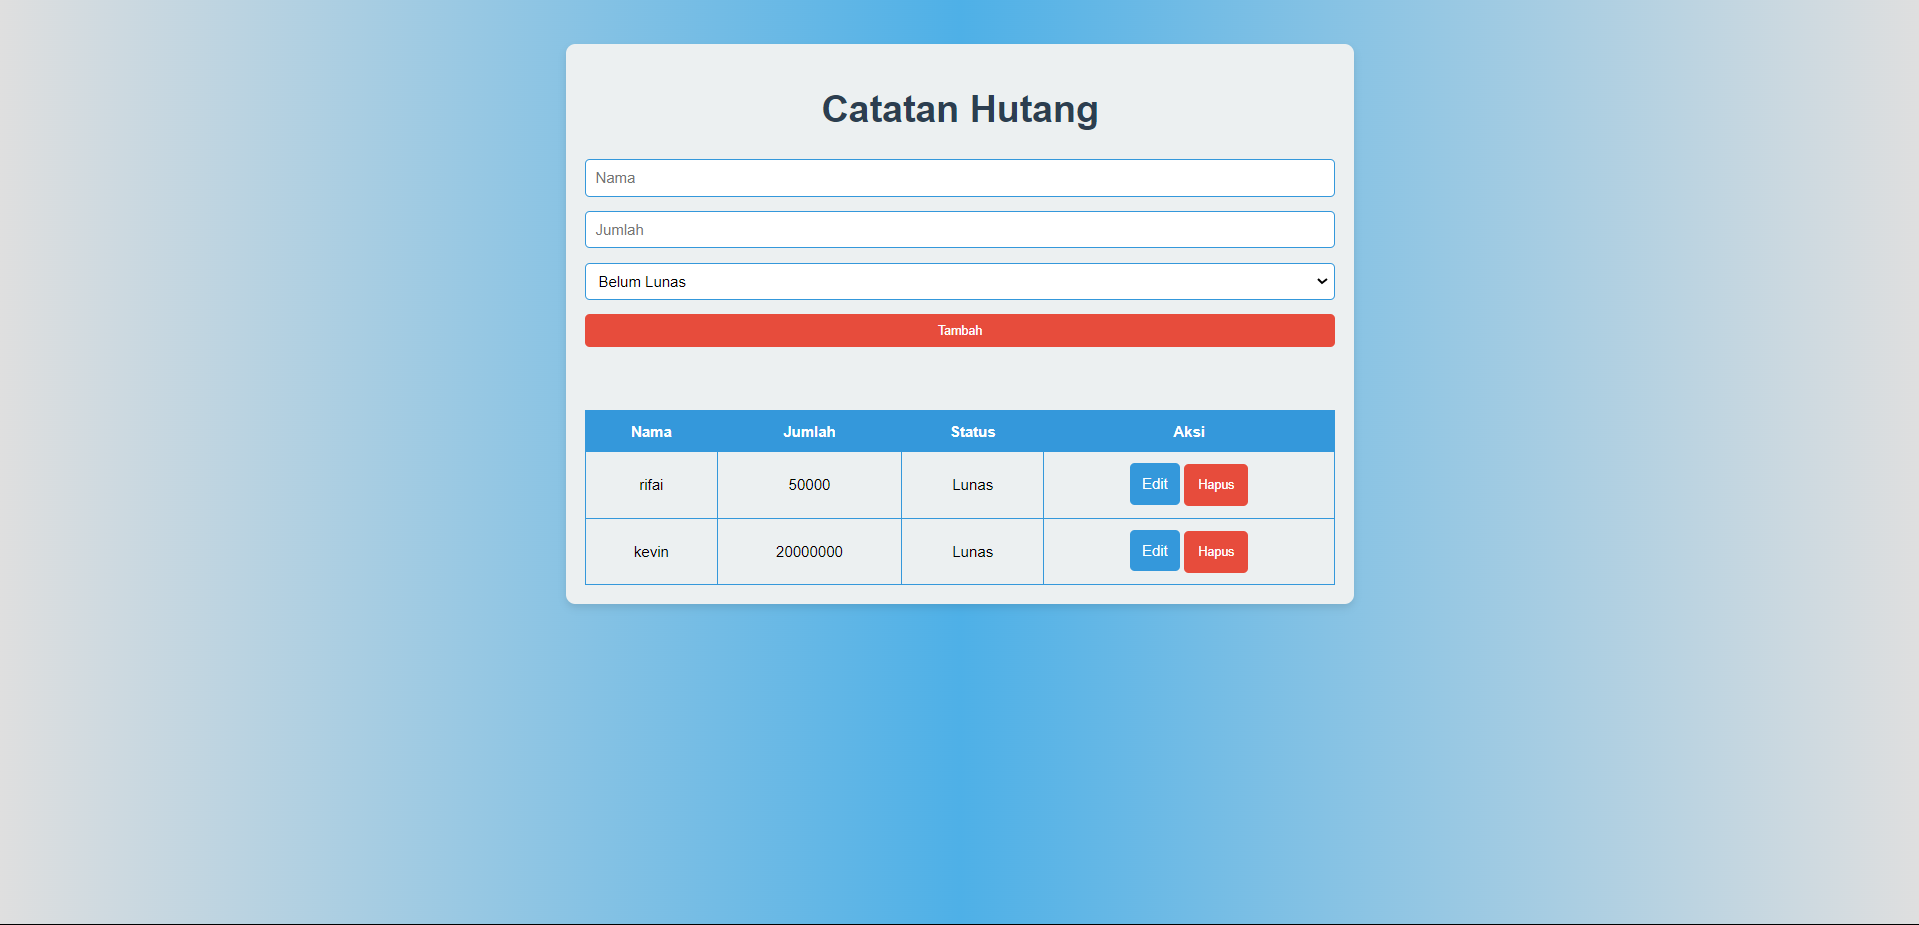 Catatan Hutang
Nama
Jumlah
Belum Lunas
Tambah
Nama Jumlah Status Aksi
rifai 50000 Lunas Edit Hapus
kevin 20000000 Lunas Edit Hapus